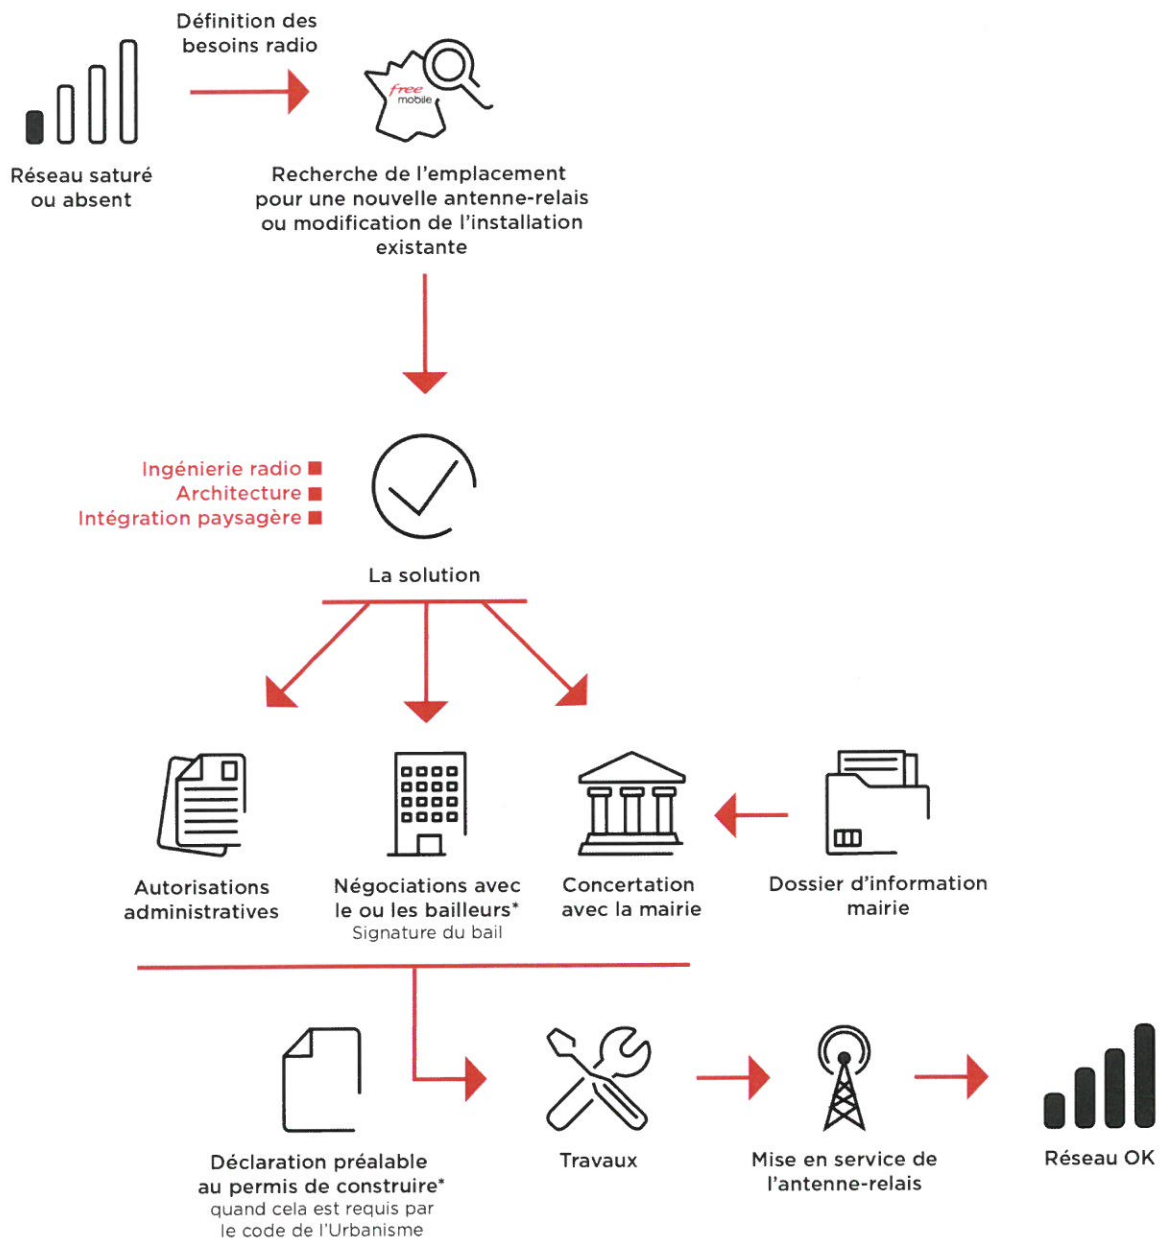 Définition des
besoins radio
free
mobile
Réseau saturé
ou absent
Recherche de l'emplacement
pour une nouvelle antenne-relais
ou modification de l'installation
existante
Ingénierie radio
Architecture
Intégration paysagère
La solution
Autorisations
administratives
Négociations avec
le ou les bailleurs*
Signature du bail
Concertation
avec la mairie
Dossier d'information
mairie
Déclaration préalable
au permis de construire*
quand cela est requis par
le code de l'Urbanisme
Travaux
Mise en service de
l'antenne-relais
Réseau OK